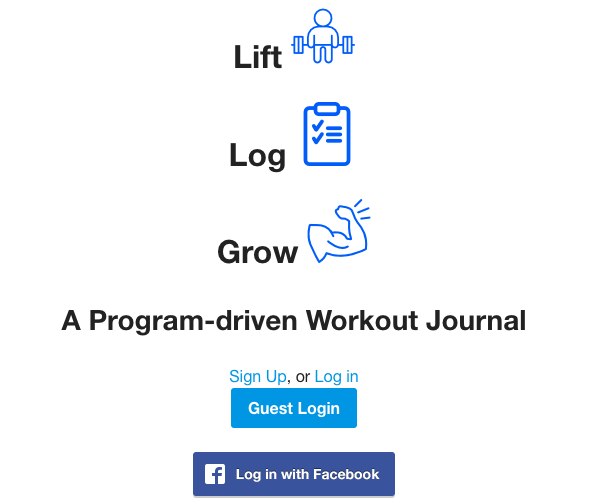 Lift
Log
Grow
A Program-driven Workout Journal
Sign Up, or Log in
Guest Login
Log in with Facebook